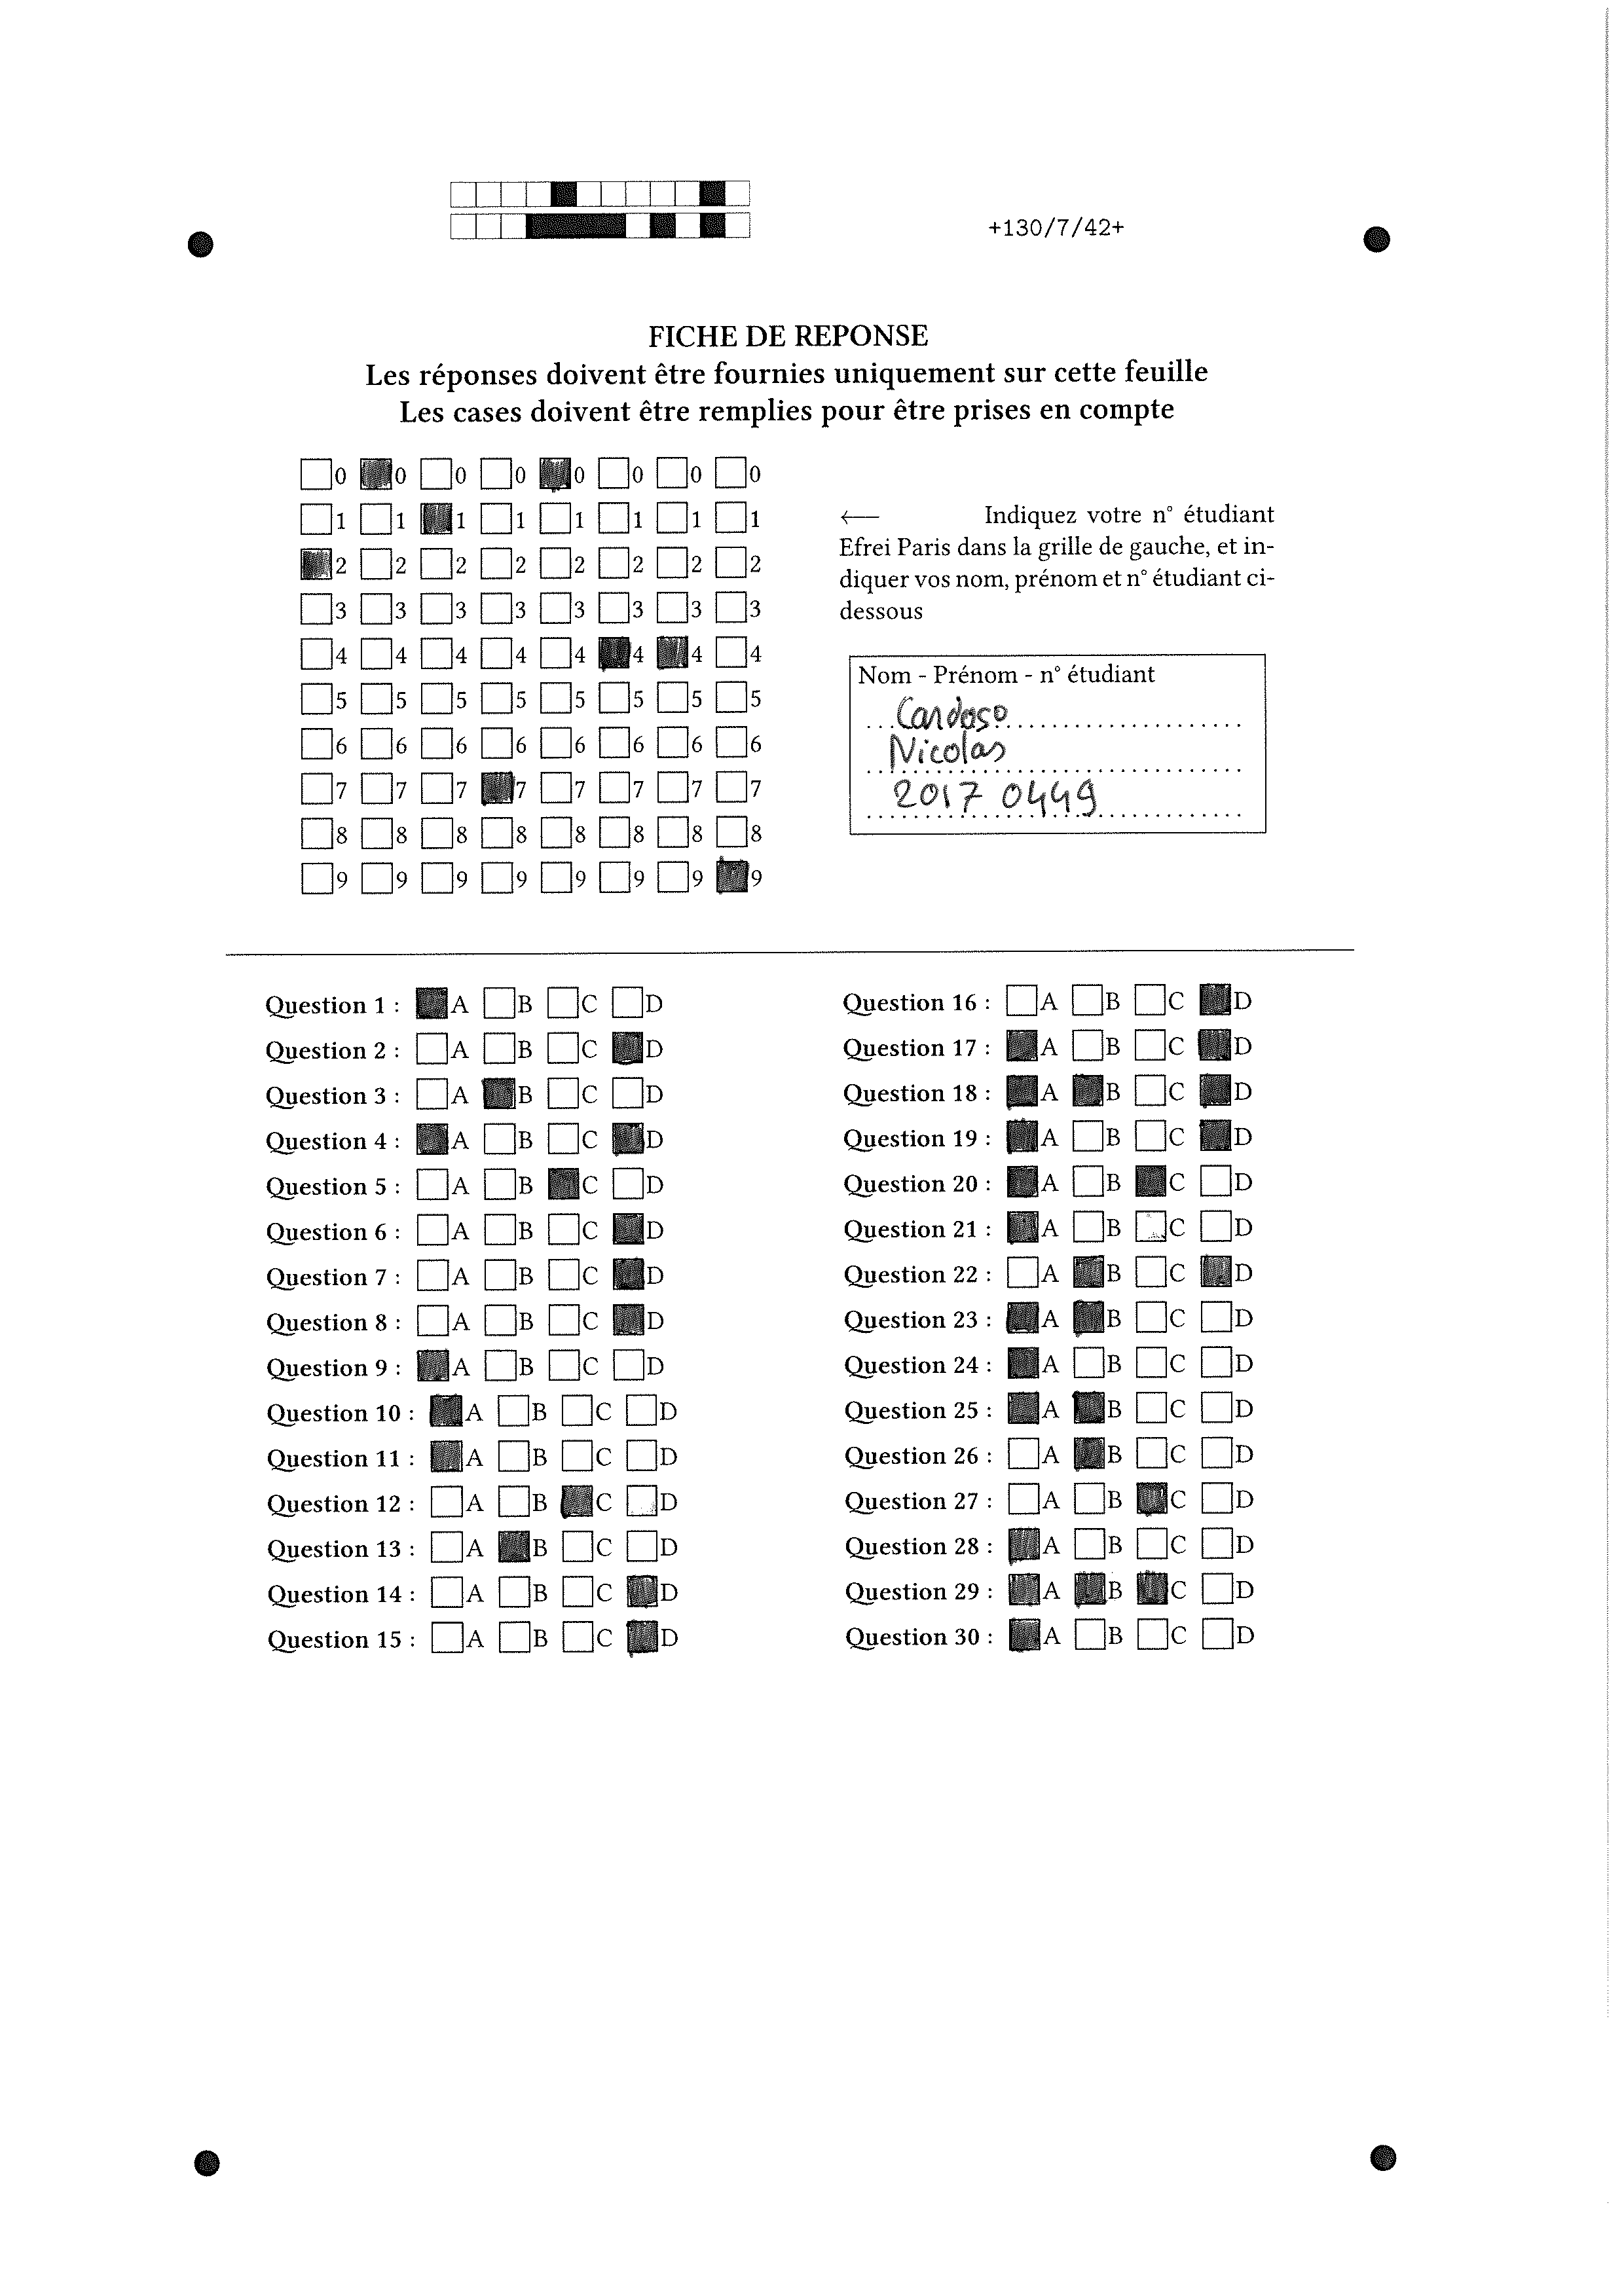 +130/7/42+
FICHE DE REPONSE
Les réponses doivent être fournies uniquement sur cette feuille
Les cases doivent être remplies pour être prises en compte
0 0 0 0 0 0 0 0
1 1 1 1 1 1 1 1
2 2 2 2 2 2 2 2
3 3 3 3 3 3 3 3
4 4 4 4 4 4 4 4
5 5 5 5 5 5 5 5
6 6 6 6 6 6 6 6
7 7 7 7 7 7 7 7
8 8 8 8 8 8 8 8
9 9 9 9 9 9 9 9
← Indiquez votre n° étudiant
Efrei Paris dans la grille de gauche, et in-
diquer vos nom, prénom et n° étudiant ci-
dessous
Nom - Prénom - n° étudiant
Cardoso
Nicolas
2017 0449
Question 1 : A B C D
Question 2 : A B C D
Question 3 : A B C D
Question 4 : A B C D
Question 5 : A B C D
Question 6 : A B C D
Question 7 : A B C D
Question 8 : A B C D
Question 9 : A B C D
Question 10 : A B C D
Question 11 : A B C D
Question 12 : A B C D
Question 13 : A B C D
Question 14 : A B C D
Question 15 : A B C D
Question 16 : A B C D
Question 17 : A B C D
Question 18 : A B C D
Question 19 : A B C D
Question 20 : A B C D
Question 21 : A B C D
Question 22 : A B C D
Question 23 : A B C D
Question 24 : A B C D
Question 25 : A B C D
Question 26 : A B C D
Question 27 : A B C D
Question 28 : A B C D
Question 29 : A B C D
Question 30 : A B C D